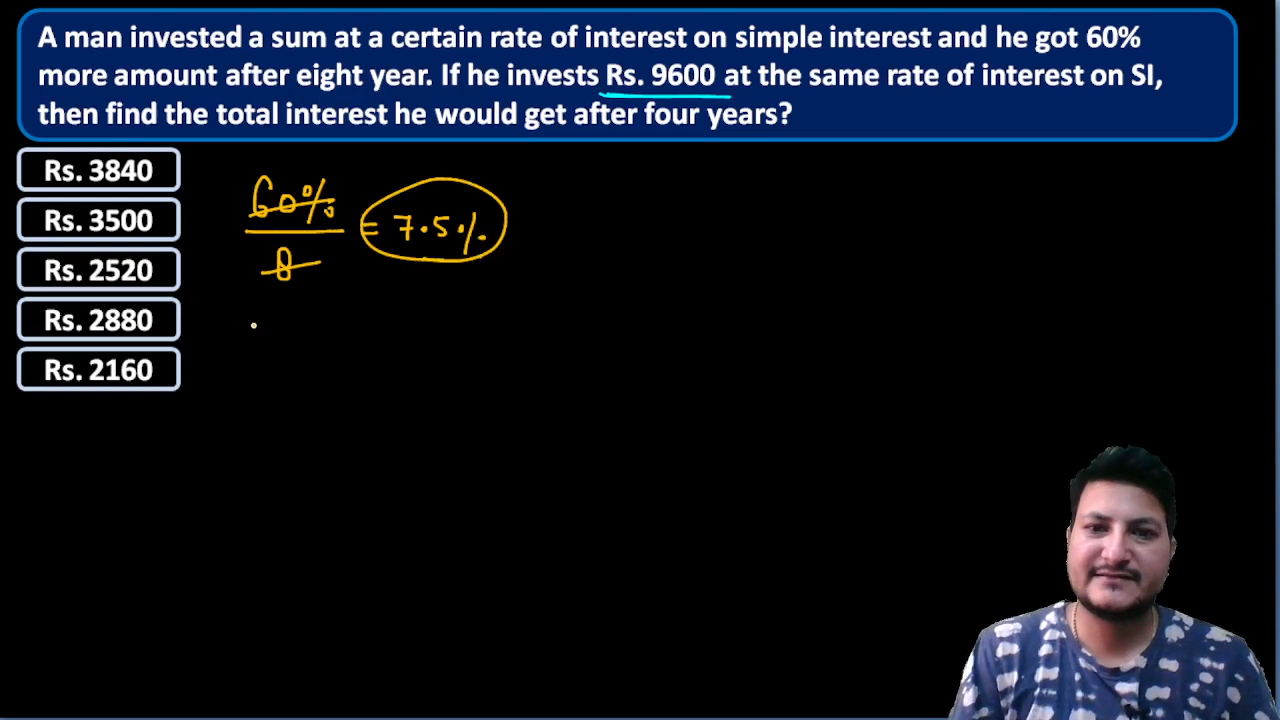 A man invested a sum at a certain rate of interest on simple interest and he got 60%
more amount after eight year. If he invests Rs. 9600 at the same rate of interest on SI,
then find the total interest he would get after four years?
Rs. 3840
Rs. 3500
Rs. 2520
Rs. 2880
Rs. 2160
60%
8
= 7.5%